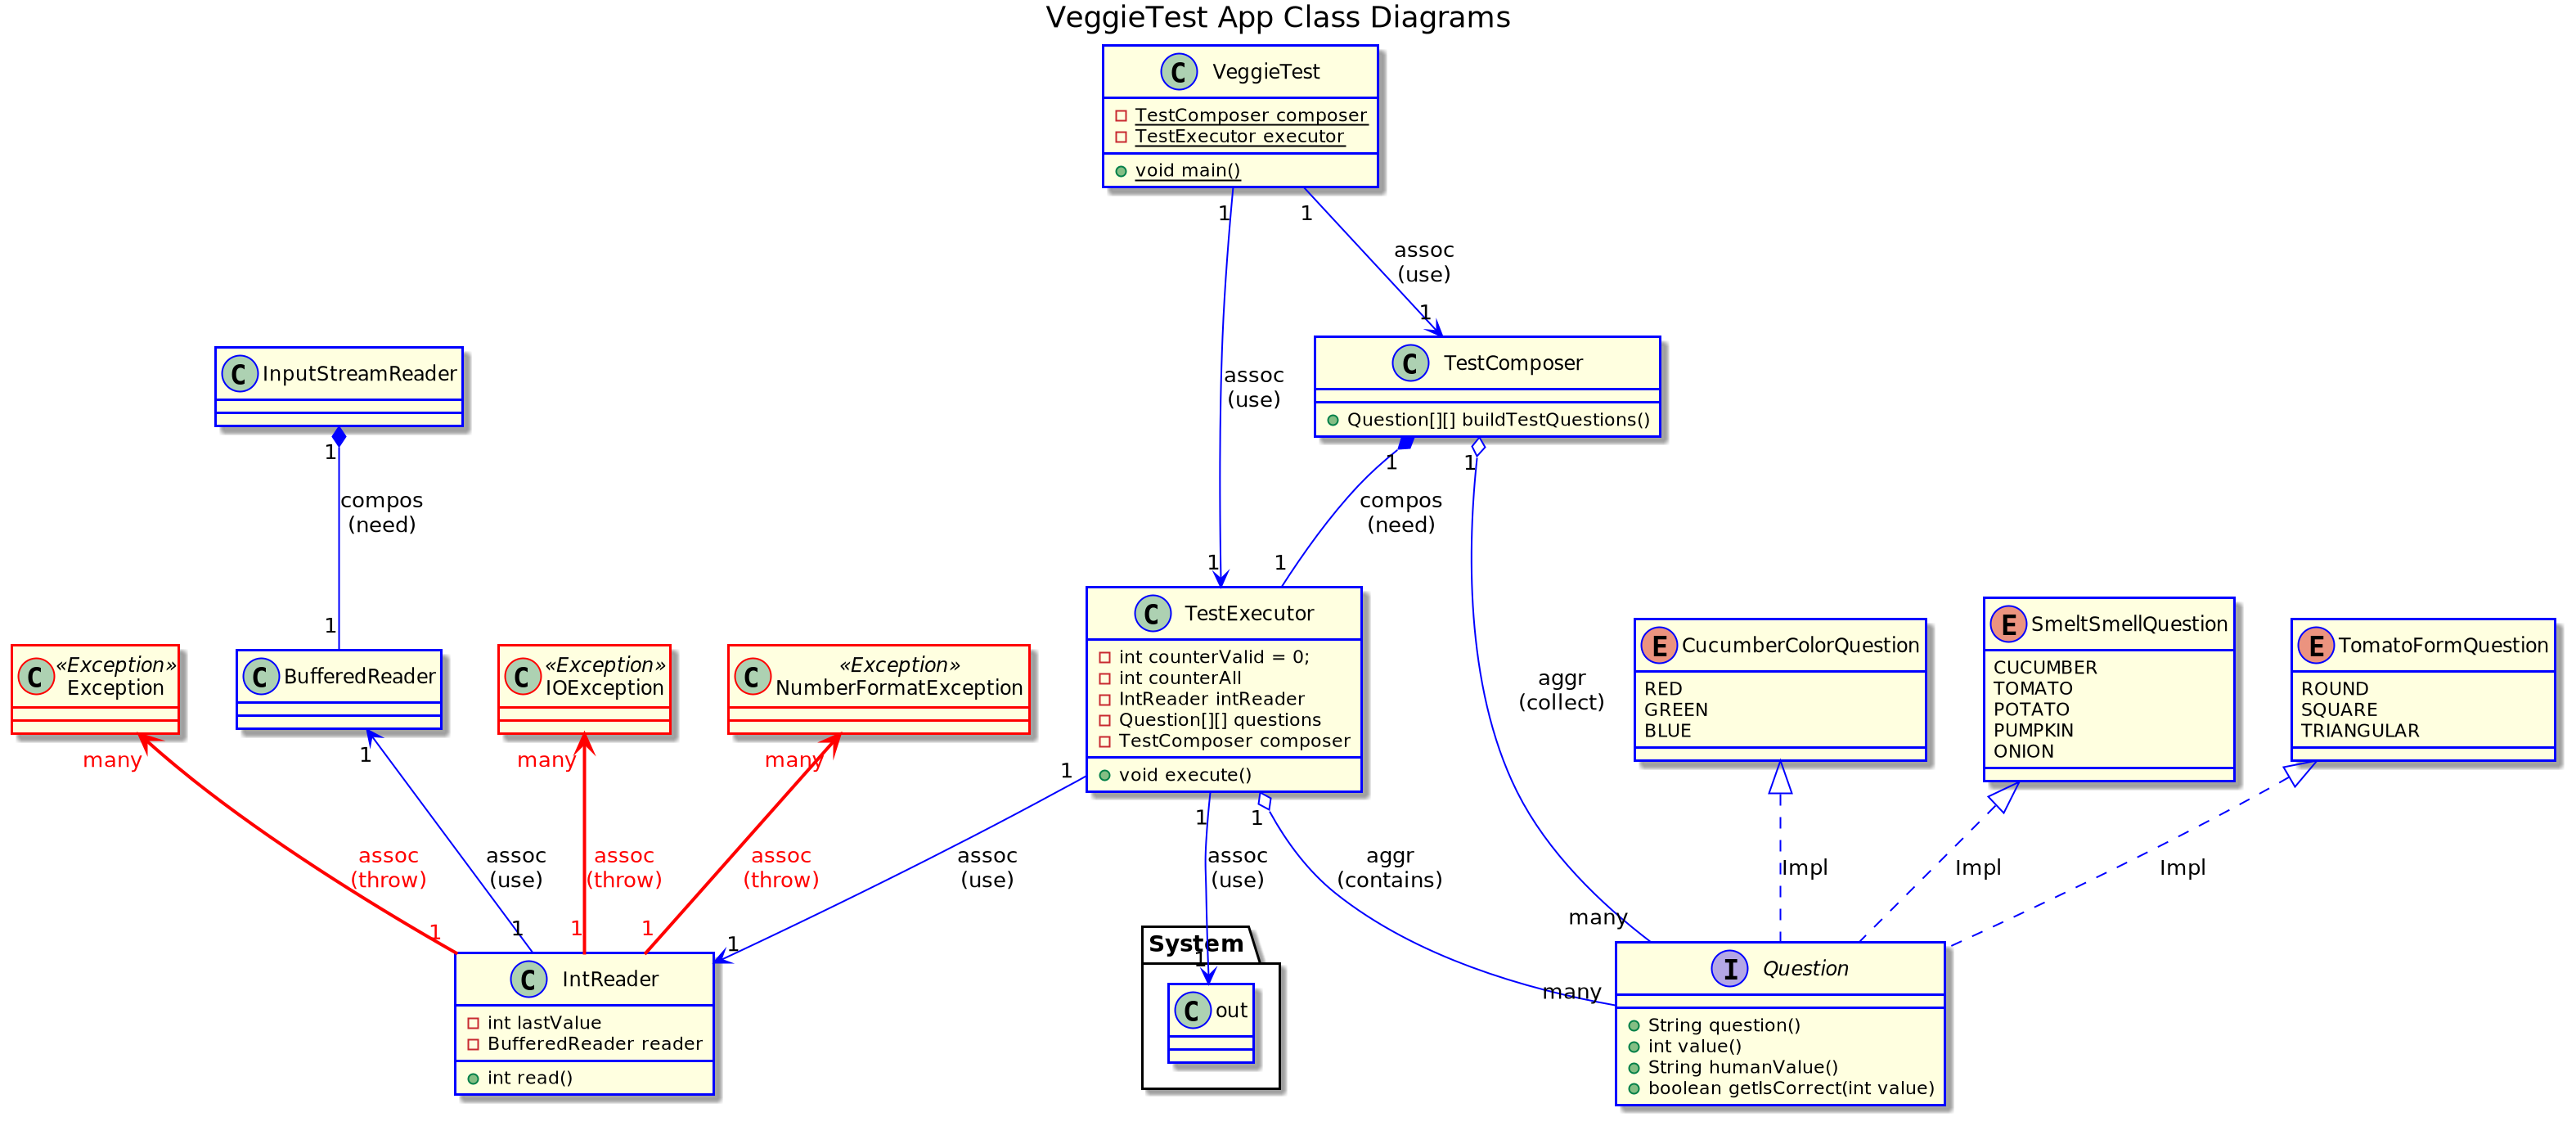 VeggieTest App Class Diagrams
C VeggieTest
TestComposer composer
TestExecutor executor
void main()
1
1
assoc
(use)
1
assoc
(use)
1
C InputStreamReader
1
compos
(need)
1
C TestComposer
Question[][] buildTestQuestions()
1
compos
(need)
1
1
aggr
(collect)
many
C «Exception»
Exception
C BufferedReader
C «Exception»
IOException
C «Exception»
NumberFormatException
C TestExecutor
int counterValid = 0;
int counterAll
IntReader intReader
Question[][] questions
TestComposer composer
void execute()
E CucumberColorQuestion
RED
GREEN
BLUE
E SmeltSmellQuestion
CUCUMBER
TOMATO
POTATO
PUMPKIN
ONION
E TomatoFormQuestion
ROUND
SQUARE
TRIANGULAR
many
assoc
(throw)
1
1
assoc
(use)
1
many
assoc
(throw)
1
many
assoc
(throw)
1
1
assoc
(use)
1
1
assoc
(use)
1
1
aggr
(contains)
many
Impl
Impl
Impl
C IntReader
int lastValue
BufferedReader reader
int read()
System
C out
I Question
String question()
int value()
String humanValue()
boolean getIsCorrect(int value)